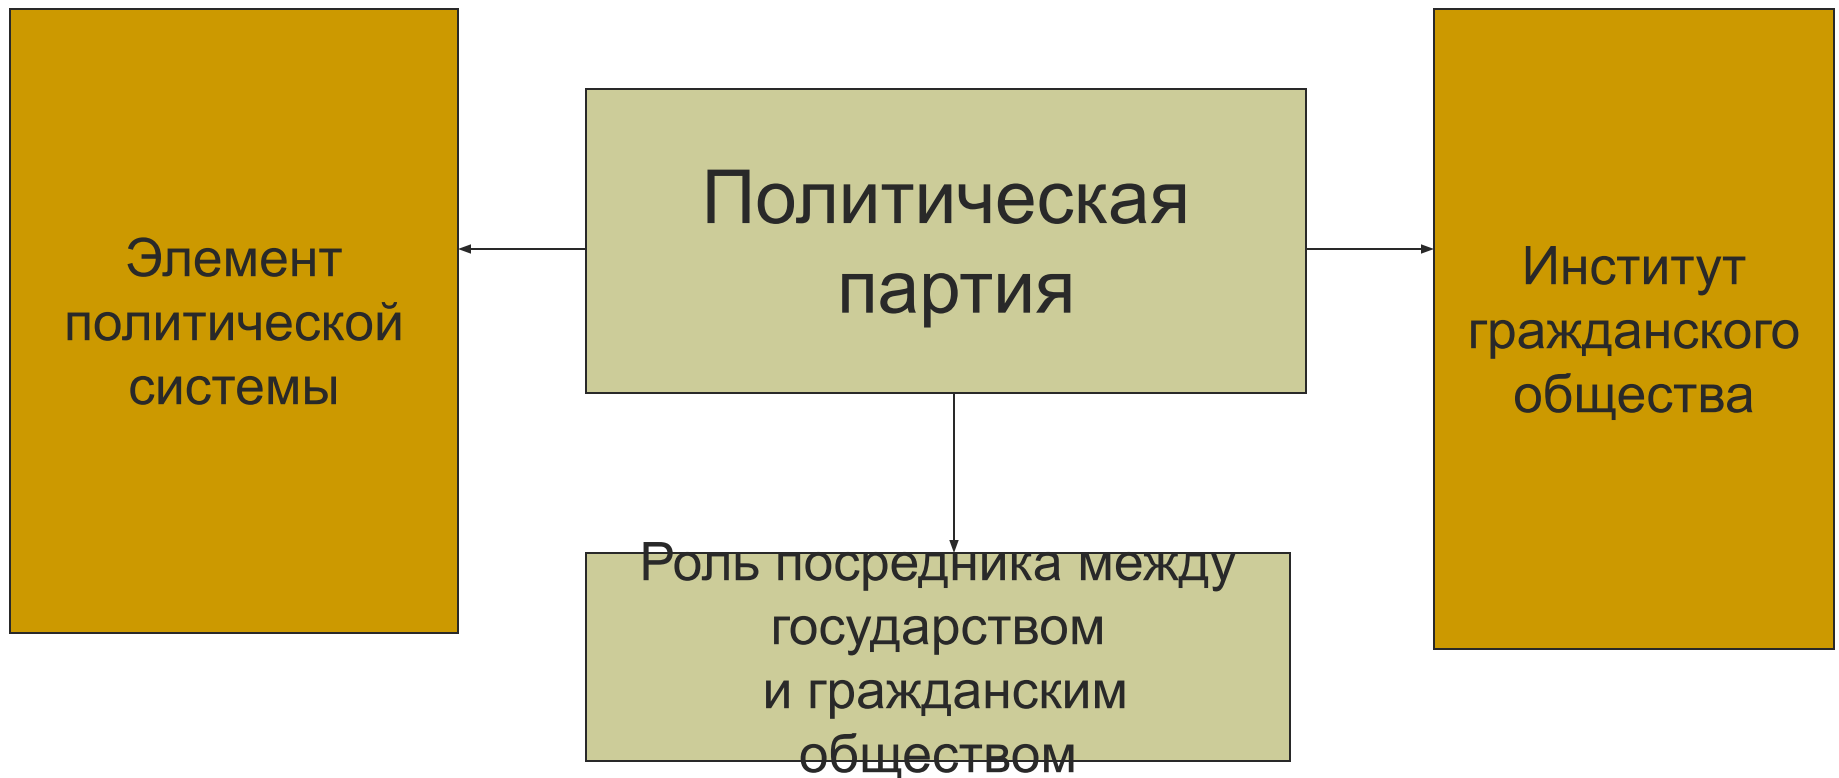 Элемент
политической
системы
Политическая
партия
Институт
гражданского
общества
Роль посредника между
государством
и гражданским
обществом